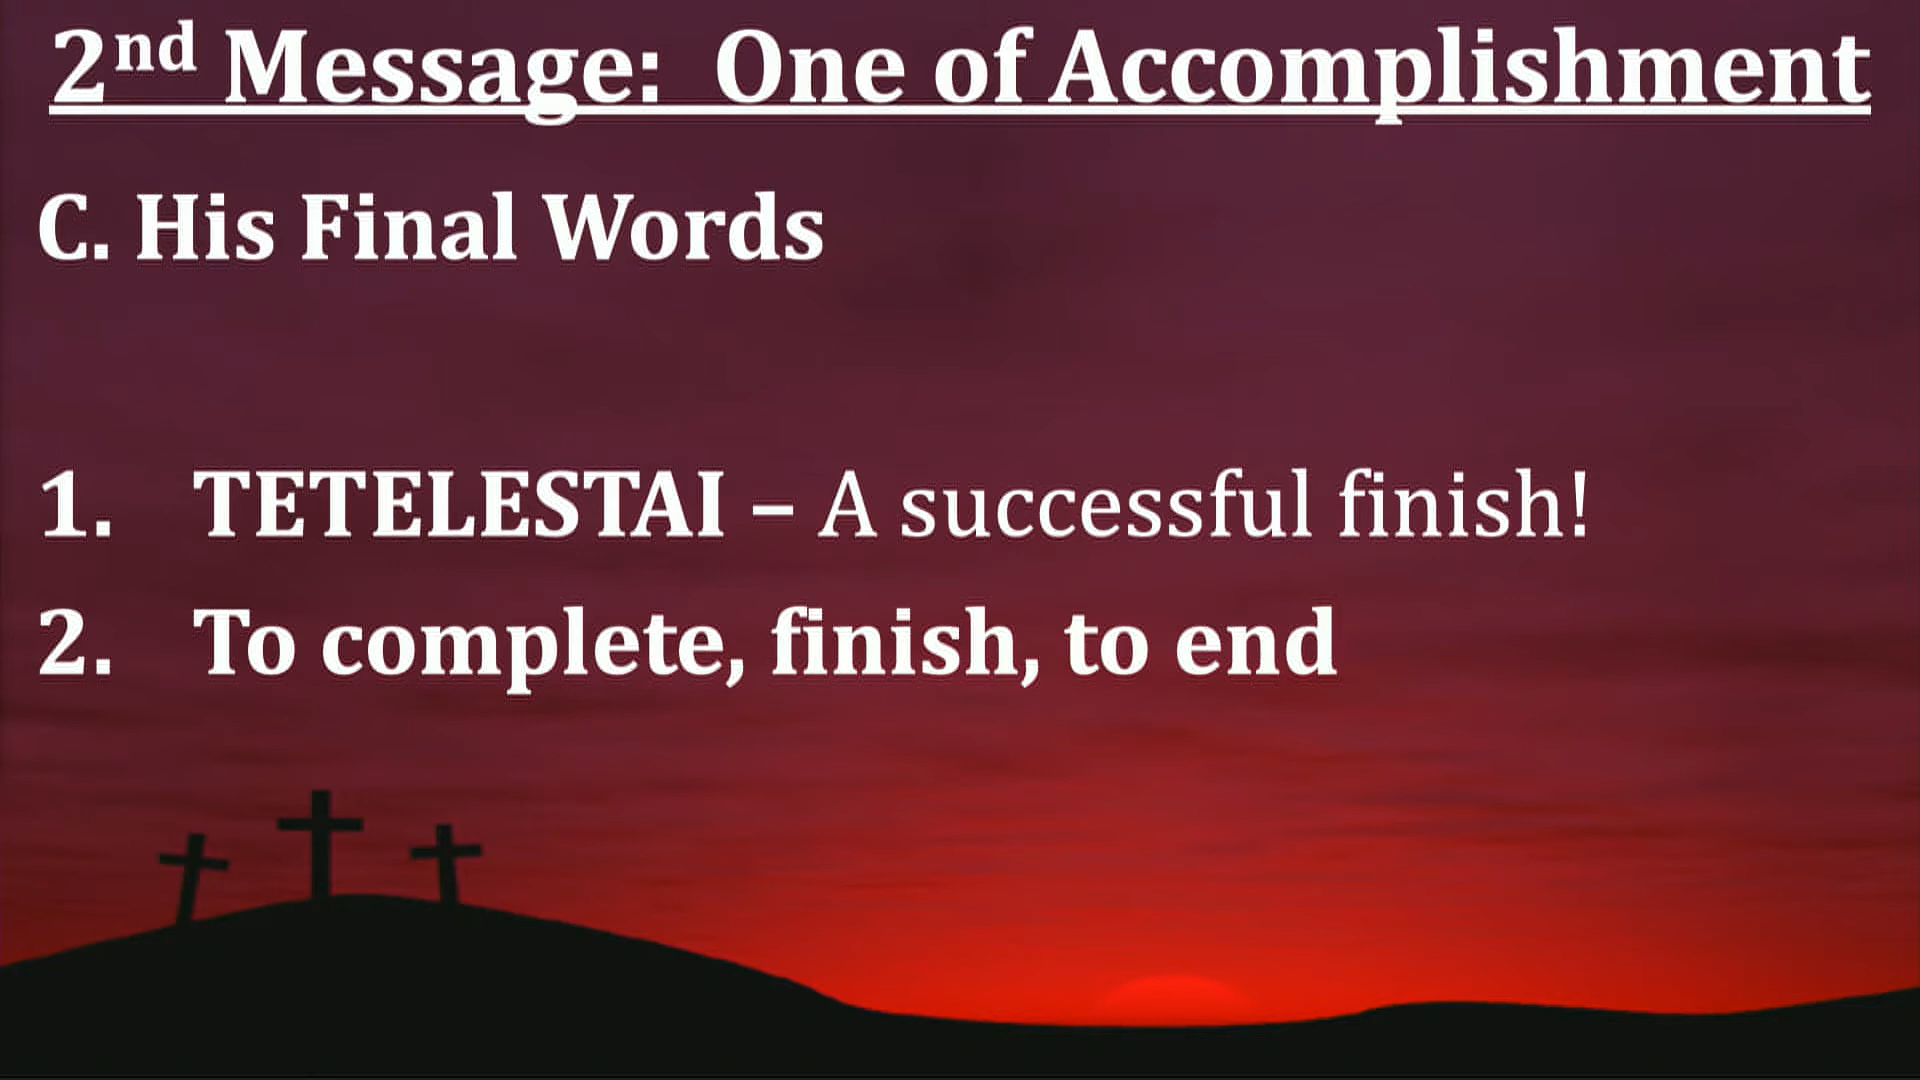 2nd Message: One of Accomplishment
C. His Final Words
1. TETELESTAI – A successful finish!
2. To complete, finish, to end